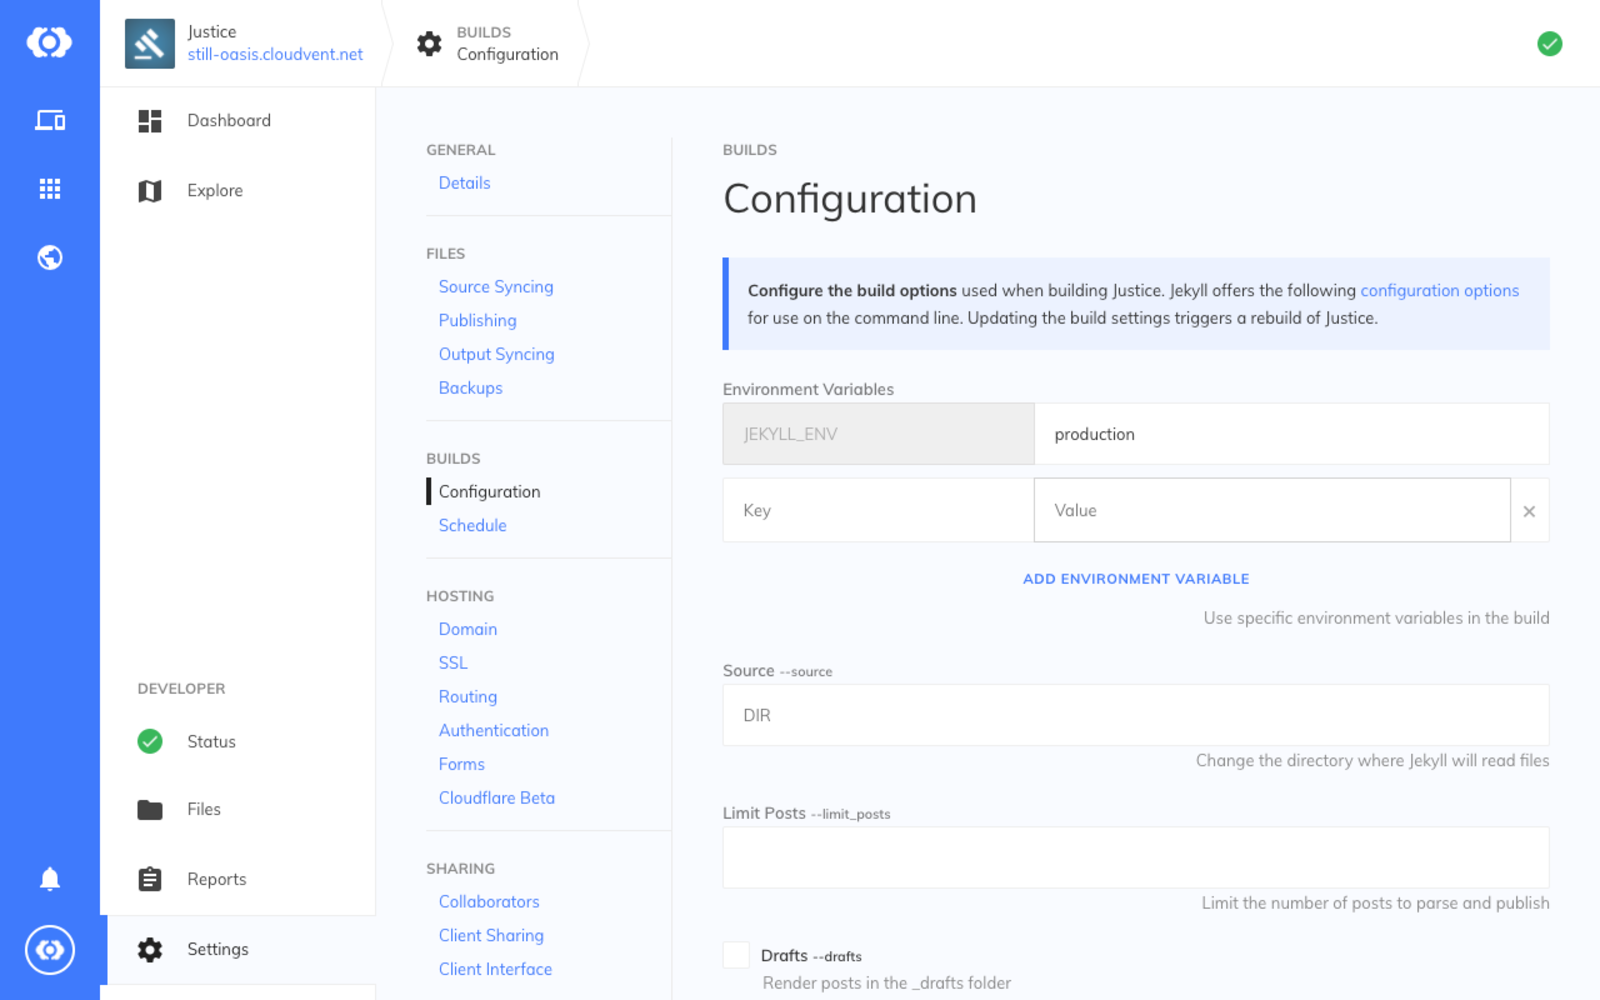 Justice
still-oasis.cloudvent.net
BUILDS
Configuration
Dashboard
Explore
DEVELOPER
Status
Files
Reports
Settings
GENERAL
Details
FILES
Source Syncing
Publishing
Output Syncing
Backups
BUILDS
Configuration
Schedule
HOSTING
Domain
SSL
Routing
Authentication
Forms
Cloudflare Beta
SHARING
Collaborators
Client Sharing
Client Interface
BUILDS
Configuration
Configure the build options used when building Justice. Jekyll offers the following configuration options
for use on the command line. Updating the build settings triggers a rebuild of Justice.
Environment Variables
JEKYLL_ENV production
Key Value
ADD ENVIRONMENT VARIABLE
Use specific environment variables in the build
Source --source
DIR
Change the directory where Jekyll will read files
Limit Posts --limit_posts
Limit the number of posts to parse and publish
Drafts --drafts
Render posts in the _drafts folder